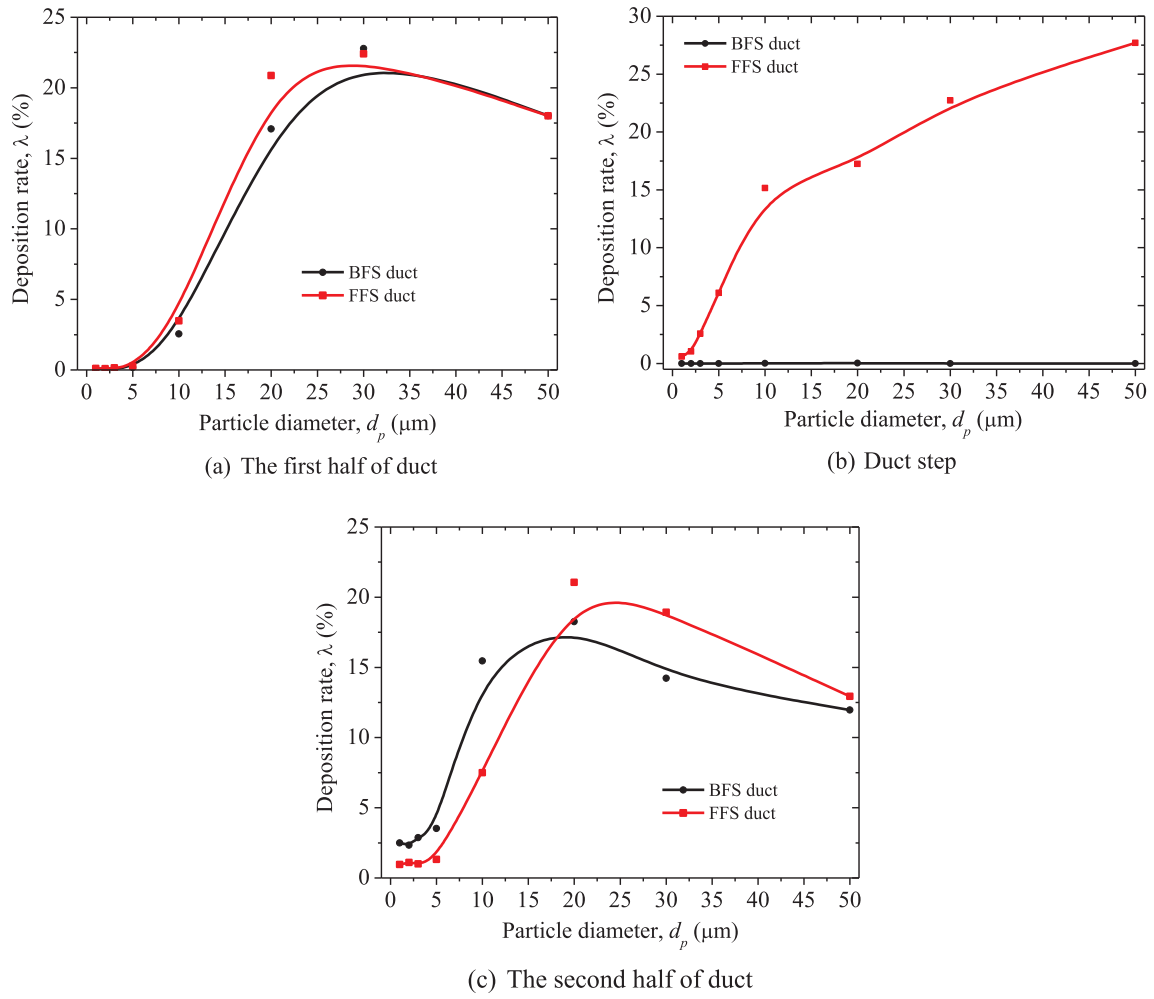 25
20
15
10
5
0
Deposition rate, λ (%)
BFS duct
FFS duct
0 5 10 15 20 25 30 35 40 45 50
Particle diameter, d_p (μm)
(a) The first half of duct
30
25
20
15
10
5
0
Deposition rate, λ (%)
BFS duct
FFS duct
0 5 10 15 20 25 30 35 40 45 50
Particle diameter, d_p (μm)
(b) Duct step
25
20
15
10
5
0
Deposition rate, λ (%)
BFS duct
FFS duct
0 5 10 15 20 25 30 35 40 45 50
Particle diameter, d_p (μm)
(c) The second half of duct